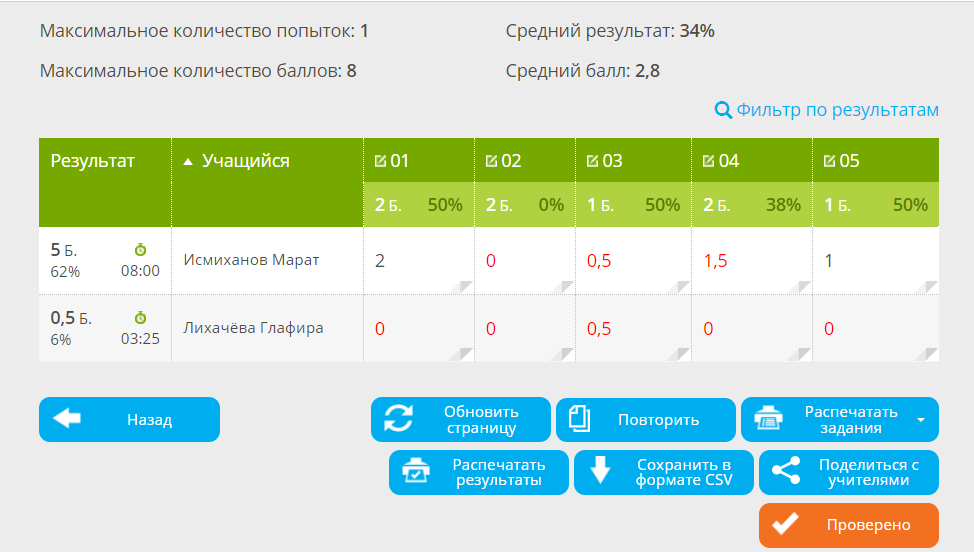 Максимальное количество попыток: 1
Средний результат: 34%
Максимальное количество баллов: 8
Средний балл: 2,8
Фильтр по результатам
Результат Учащийся 01 02 03 04 05
2 Б. 50% 2 Б. 0% 1 Б. 50% 2 Б. 38% 1 Б. 50%
5 Б. 62% 08:00 Исмиханов Марат 2 0 0,5 1,5 1
0,5 Б. 6% 03:25 Лихачёва Глафира 0 0 0,5 0 0
Назад
Обновить
страницу
Повторить
Распечатать
задания
Распечатать
результаты
Сохранить в
формате CSV
Поделиться с
учителями
Проверено